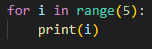 for i in range(5):
    print(i)